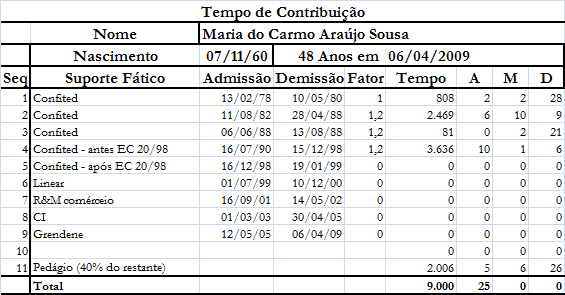 Tempo de Contribuição
Nome Maria do Carmo Araújo Sousa
Nascimento 07/11/60 48 Anos em 06/04/2009
Seq Suporte Fático Admissão Demissão Fator Tempo A M D
1 Confited 13/02/78 10/05/80 1 808 2 2 28
2 Confited 11/08/82 28/04/88 1,2 2.469 6 10 9
3 Confited 06/06/88 13/08/88 1,2 81 0 2 21
4 Confited - antes EC 20/98 16/07/90 15/12/98 1,2 3.636 10 1 6
5 Confited - após EC 20/98 16/12/98 19/01/99 0 0 0 0 0
6 Linear 01/07/99 10/12/00 0 0 0 0 0
7 R&M comérceio 16/09/01 14/05/02 0 0 0 0 0
8 CI 01/03/03 30/04/05 0 0 0 0 0
9 Grendene 12/05/05 06/04/09 0 0 0 0 0
10 0 0 0 0
11 Pedágio (40% do restante) 2.006 5 6 26
Total 9.000 25 0 0